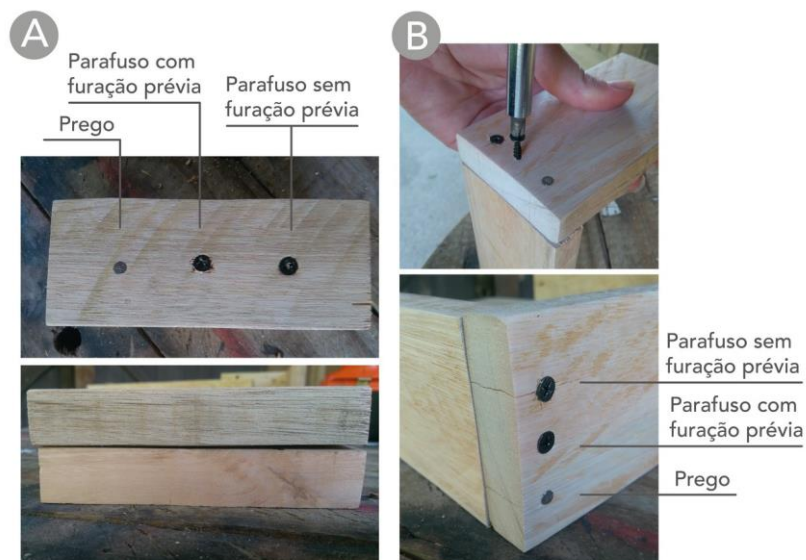 A
Parafuso com
furação prévia
Parafuso sem
furação prévia
Prego
B
Parafuso sem
furação prévia
Parafuso com
furação prévia
Prego